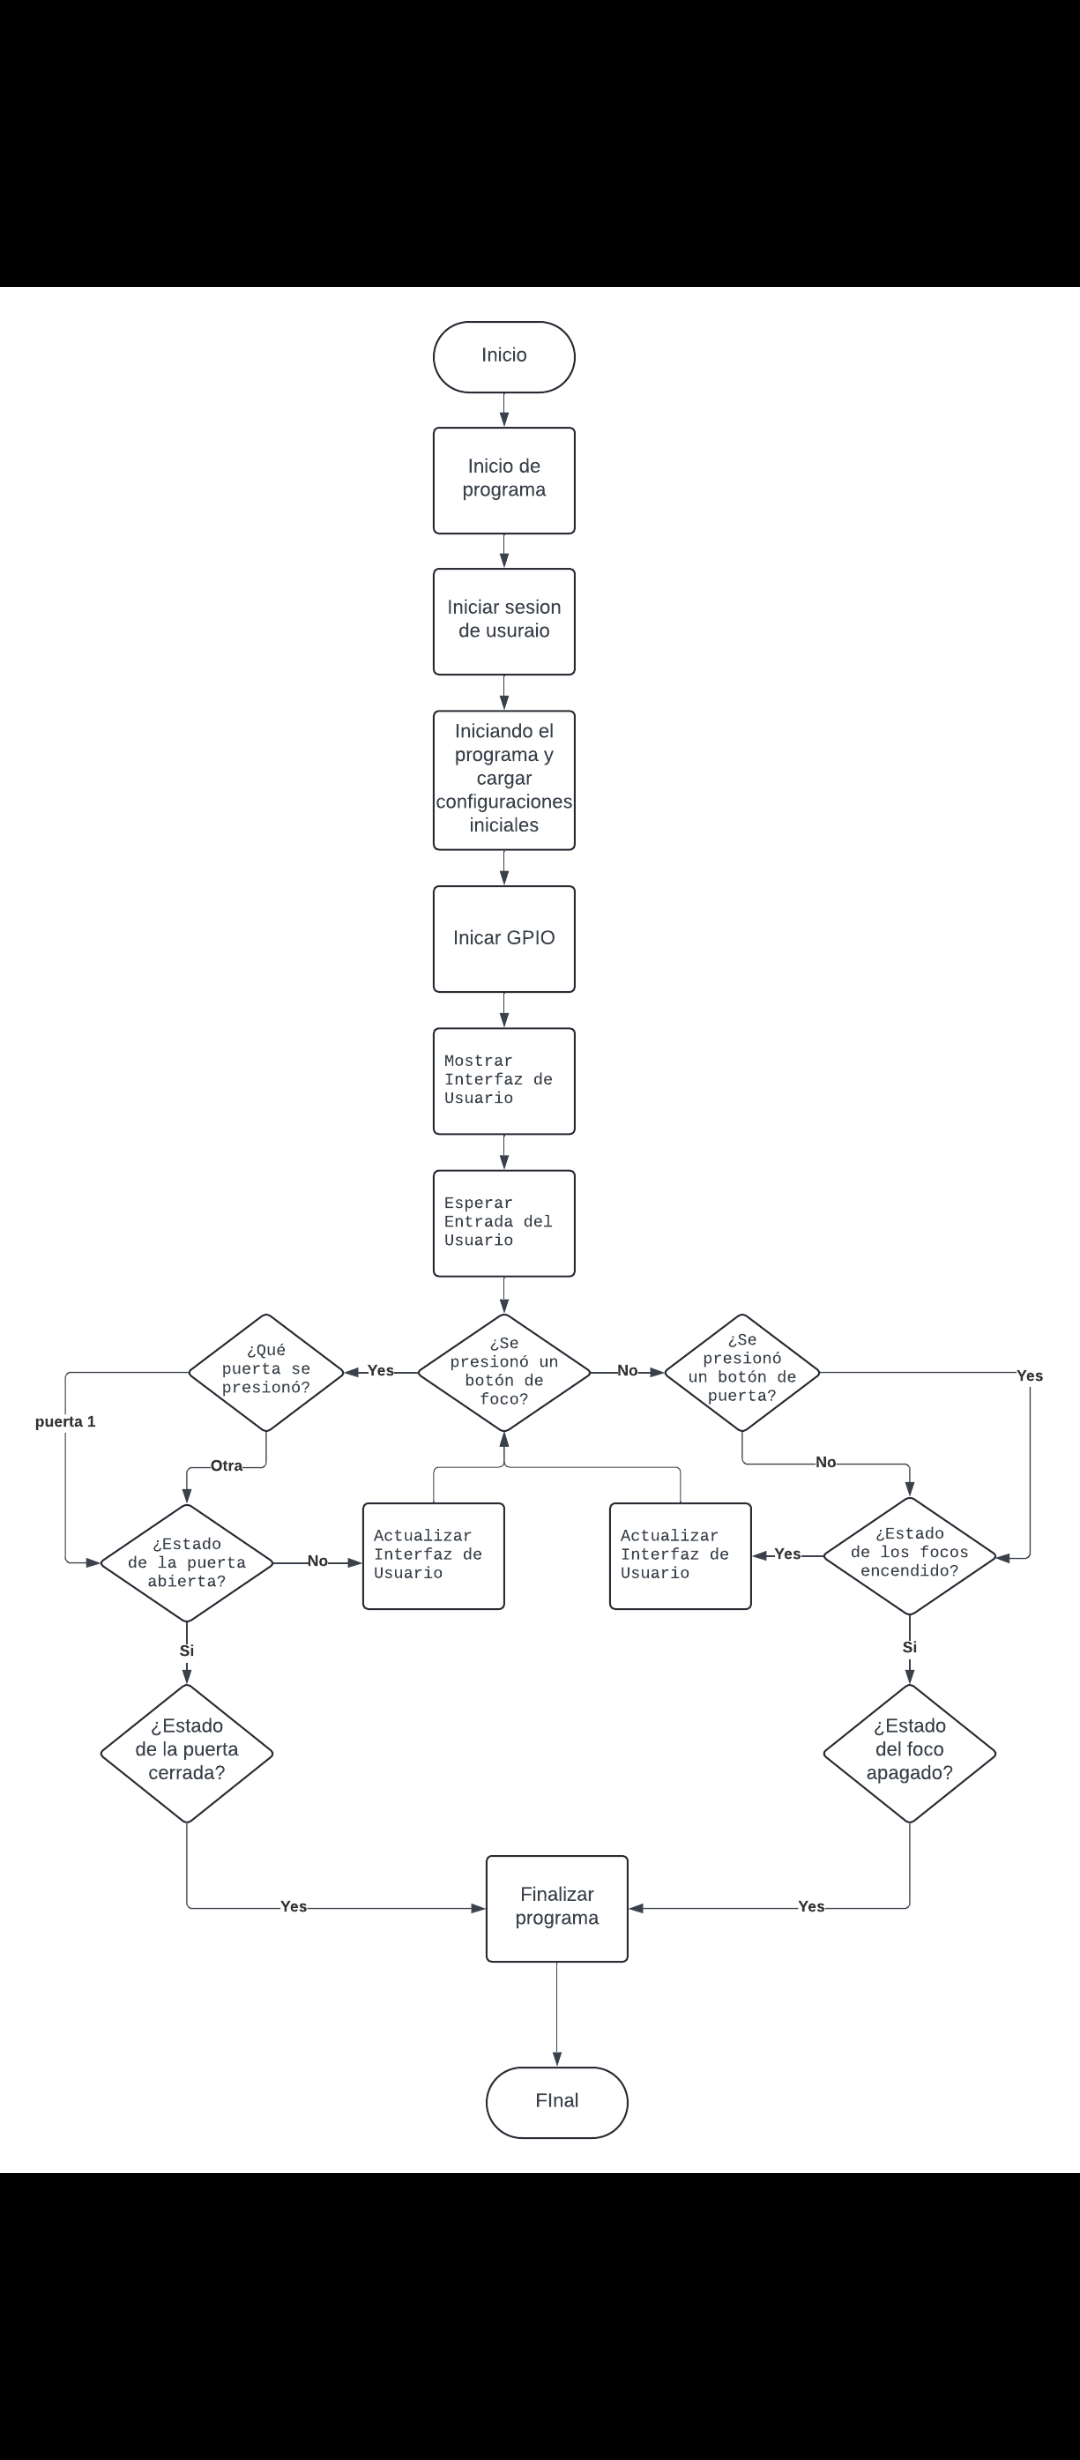 Inicio
Inicio de
programa
Iniciar sesion
de usuraio
Iniciando el
programa y
cargar
configuraciones
iniciales
Inicar GPIO
Mostrar
Interfaz de
Usuario
Esperar
Entrada del
Usuario
¿Qué
puerta se
presionó?
Yes
¿Se
presionó un
botón de
foco?
No
¿Se
presionó
un botón de
puerta?
Yes
puerta 1
Otra
No
¿Estado
de la puerta
abierta?
No
Actualizar
Interfaz de
Usuario
Actualizar
Interfaz de
Usuario
Yes
¿Estado
de los focos
encendido?
Si
Si
¿Estado
de la puerta
cerrada?
¿Estado
del foco
apagado?
Yes
Finalizar
programa
Yes
FInal